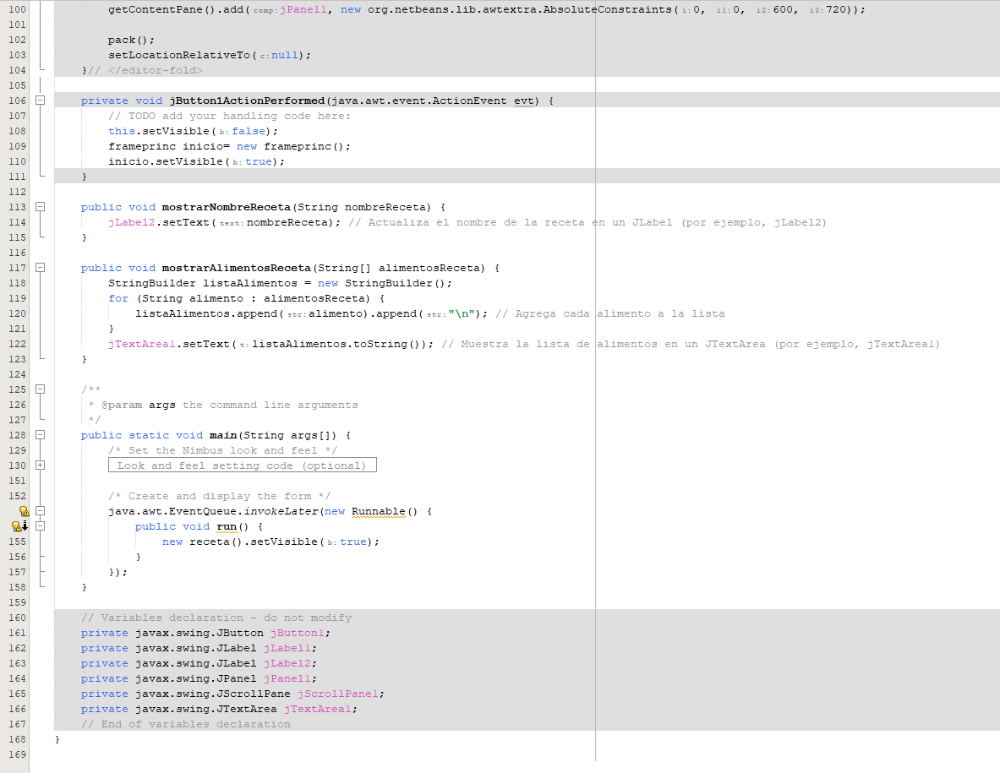 100 getContentPane().add(comp:jPanel1, new org.netbeans.lib.awtextra.AbsoluteConstraints(i:0, i1:0, i2:600, i3:720));
101
102 pack();
103 setLocationRelativeTo(c:null);
104 }// </editor-fold>
105
106 private void jButton1ActionPerformed(java.awt.event.ActionEvent evt) {
107 // TODO add your handling code here:
108 this.setVisible(b:false);
109 frameprinc inicio= new frameprinc();
110 inicio.setVisible(b:true);
111 }
112
113 public void mostrarNombreReceta(String nombreReceta) {
114 jLabel2.setText(text:nombreReceta); // Actualiza el nombre de la receta en un JLabel (por ejemplo, jLabel2)
115 }
116
117 public void mostrarAlimentosReceta(String[] alimentosReceta) {
118 StringBuilder listaAlimentos = new StringBuilder();
119 for (String alimento : alimentosReceta) {
120 listaAlimentos.append(str:alimento).append(str:"\n"); // Agrega cada alimento a la lista
121 }
122 jTextArea1.setText(t:listaAlimentos.toString()); // Muestra la lista de alimentos en un JTextArea (por ejemplo, jTextArea1)
123 }
124
125 /**
126 * @param args the command line arguments
127 */
128 public static void main(String args[]) {
129 /* Set the Nimbus look and feel */
130 Look and feel setting code (optional)
151
152 /* Create and display the form */
java.awt.EventQueue.invokeLater(new Runnable() {
public void run() {
155 new receta().setVisible(b:true);
156 }
157 });
158 }
159
160 // Variables declaration - do not modify
161 private javax.swing.JButton jButton1;
162 private javax.swing.JLabel jLabel1;
163 private javax.swing.JLabel jLabel2;
164 private javax.swing.JPanel jPanel1;
165 private javax.swing.JScrollPane jScrollPane1;
166 private javax.swing.JTextArea jTextArea1;
167 // End of variables declaration
168 }
169